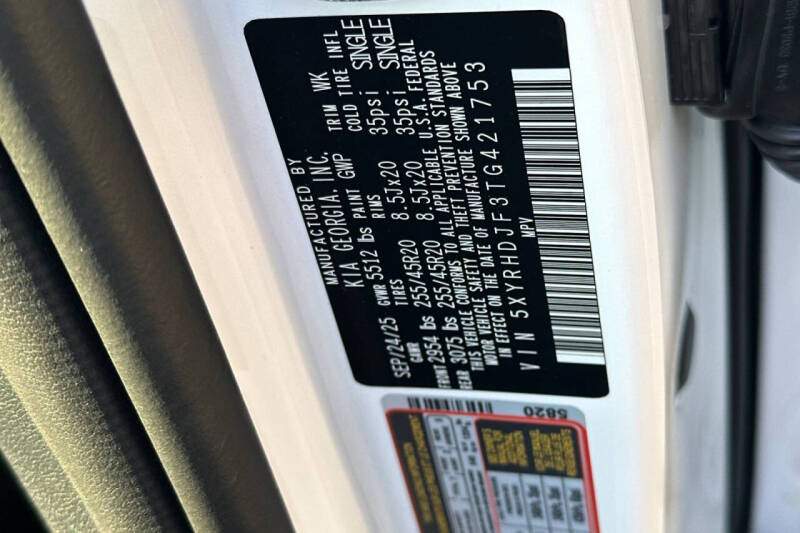 MANUFACTURED BY
KIA GEORGIA, INC.
SEP/24/25 GVWR 5512 lbs PAINT GWP TRIM WK
GAWR TIRES RIMS COLD TIRE INFL
FRONT 2954 lbs 255/45R20 8.5Jx20 35psi SINGLE
REAR 3075 lbs 255/45R20 8.5Jx20 35psi SINGLE
THIS VEHICLE CONFORMS TO ALL APPLICABLE U.S.A. FEDERAL
MOTOR VEHICLE SAFETY AND THEFT PREVENTION STANDARDS
IN EFFECT ON THE DATE OF MANUFACTURE SHOWN ABOVE
VIN 5XYRHDJF3TG421753
MPV
5820